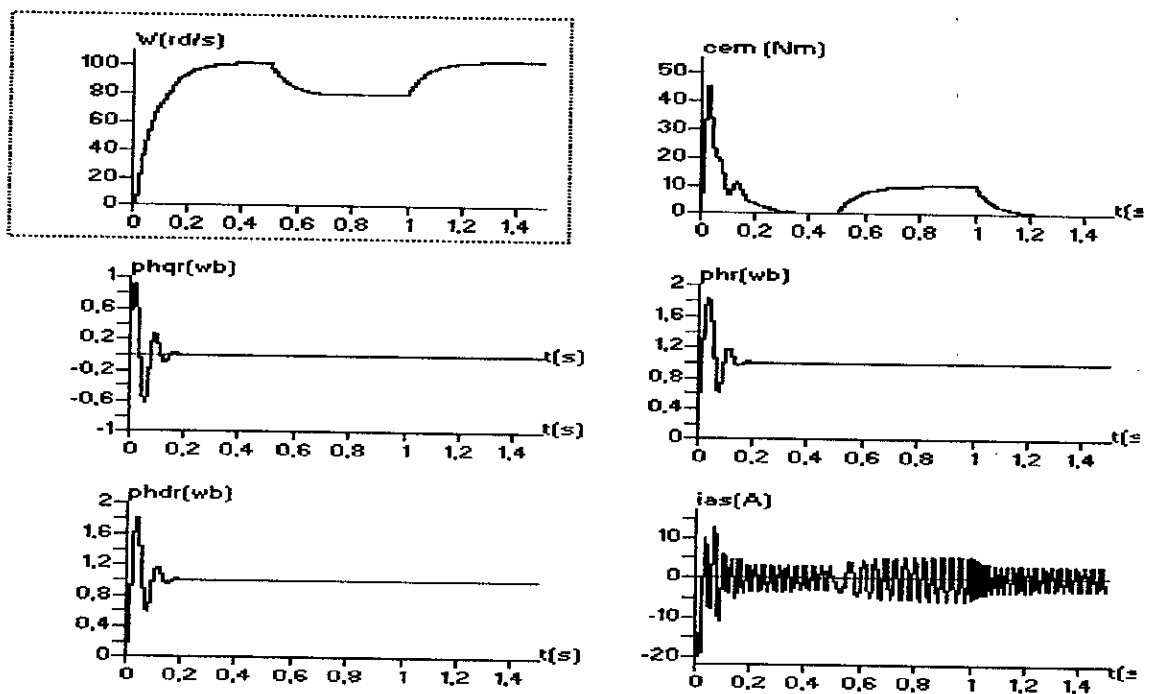 W(rd/s)
100
80
60
40
20
0
0 0,2 0,4 0,6 0,8 1 1,2 1,4
cem (Nm)
50
40
30
20
10
0
0 0,2 0,4 0,6 0,8 1 1,2 1,4
t(s
phqr(wb)
1
0,6
0,2
-0,2
-0,6
-1
t(s)
t(s)
0 0,2 0,4 0,6 0,8 1 1,2 1,4
phr(wb)
2
1,6
1,2
0,8
0,4
0
t(s
0 0,2 0,4 0,6 0,8 1 1,2 1,4
phdr(wb)
2
1,6
1,2
0,8
0,4
0
t(s)
0 0,2 0,4 0,6 0,8 1 1,2 1,4
ias(A)
10
0
-10
-20
t(s
0 0,2 0,4 0,6 0,8 1 1,2 1,4